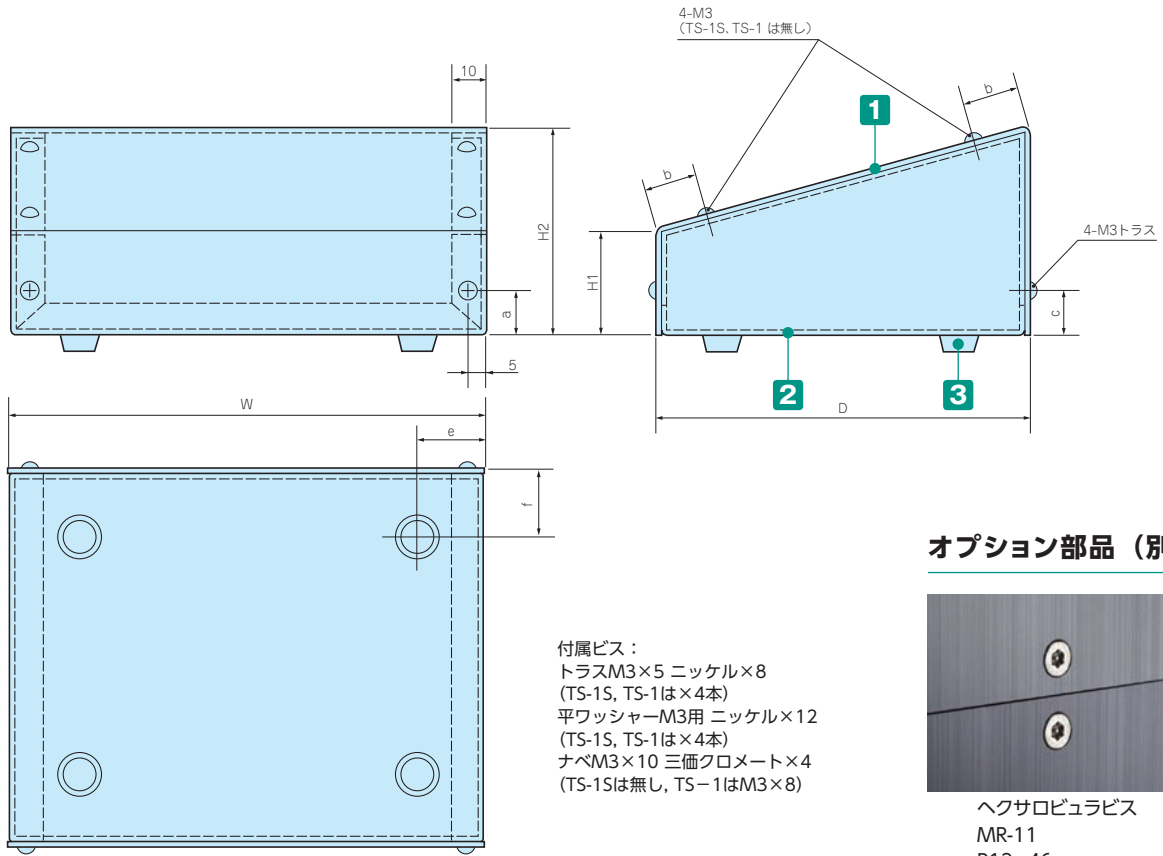 4-M3
(TS-1S、TS-1 は無し)
10
1
b
b
H2
H1
4-M3トラス
a
c
5
2
3
W
D
e
f
オプション部品（別
付属ビス：
トラスM3×5 ニッケル×8
(TS-1S, TS-1は×4本)
平ワッシャーM3用 ニッケル×12
(TS-1S, TS-1は×4本)
ナベM3×10 三価クロメート×4
(TS-1Sは無し, TS−1はM3×8)
ヘクサロビュラビス
MR-11